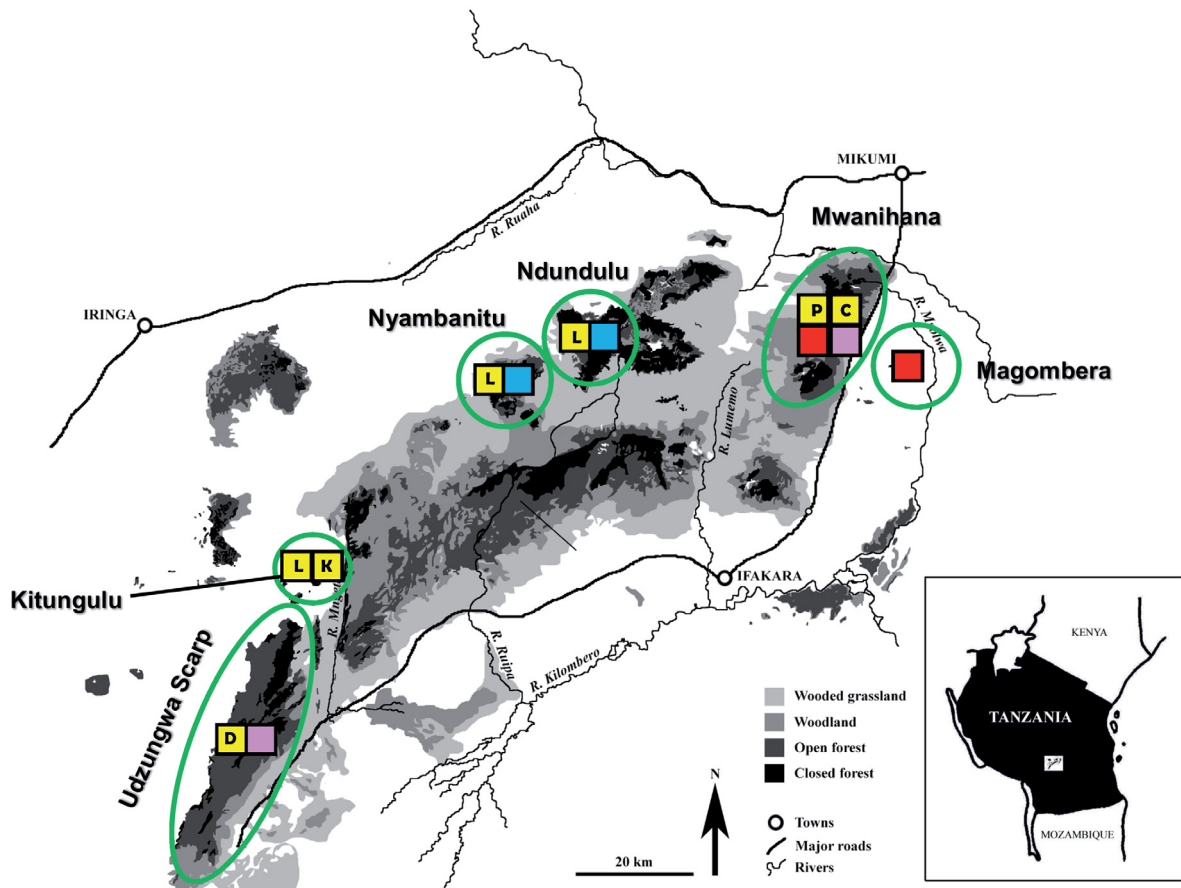 MIKUMI
Mwanihana
R. Ruaha
Ndundulu
IRINGA
Nyambanitu
P C
L
L
Magombera
R. Lumemo
L K
IFAKARA
Kitungulu
R. Ruipa
R. Kilombero
Udzungwa Scarp
D
Wooded grassland
Woodland
Open forest
Closed forest
N
Towns
Major roads
Rivers
20 km
KENYA
TANZANIA
MOZAMBIQUE